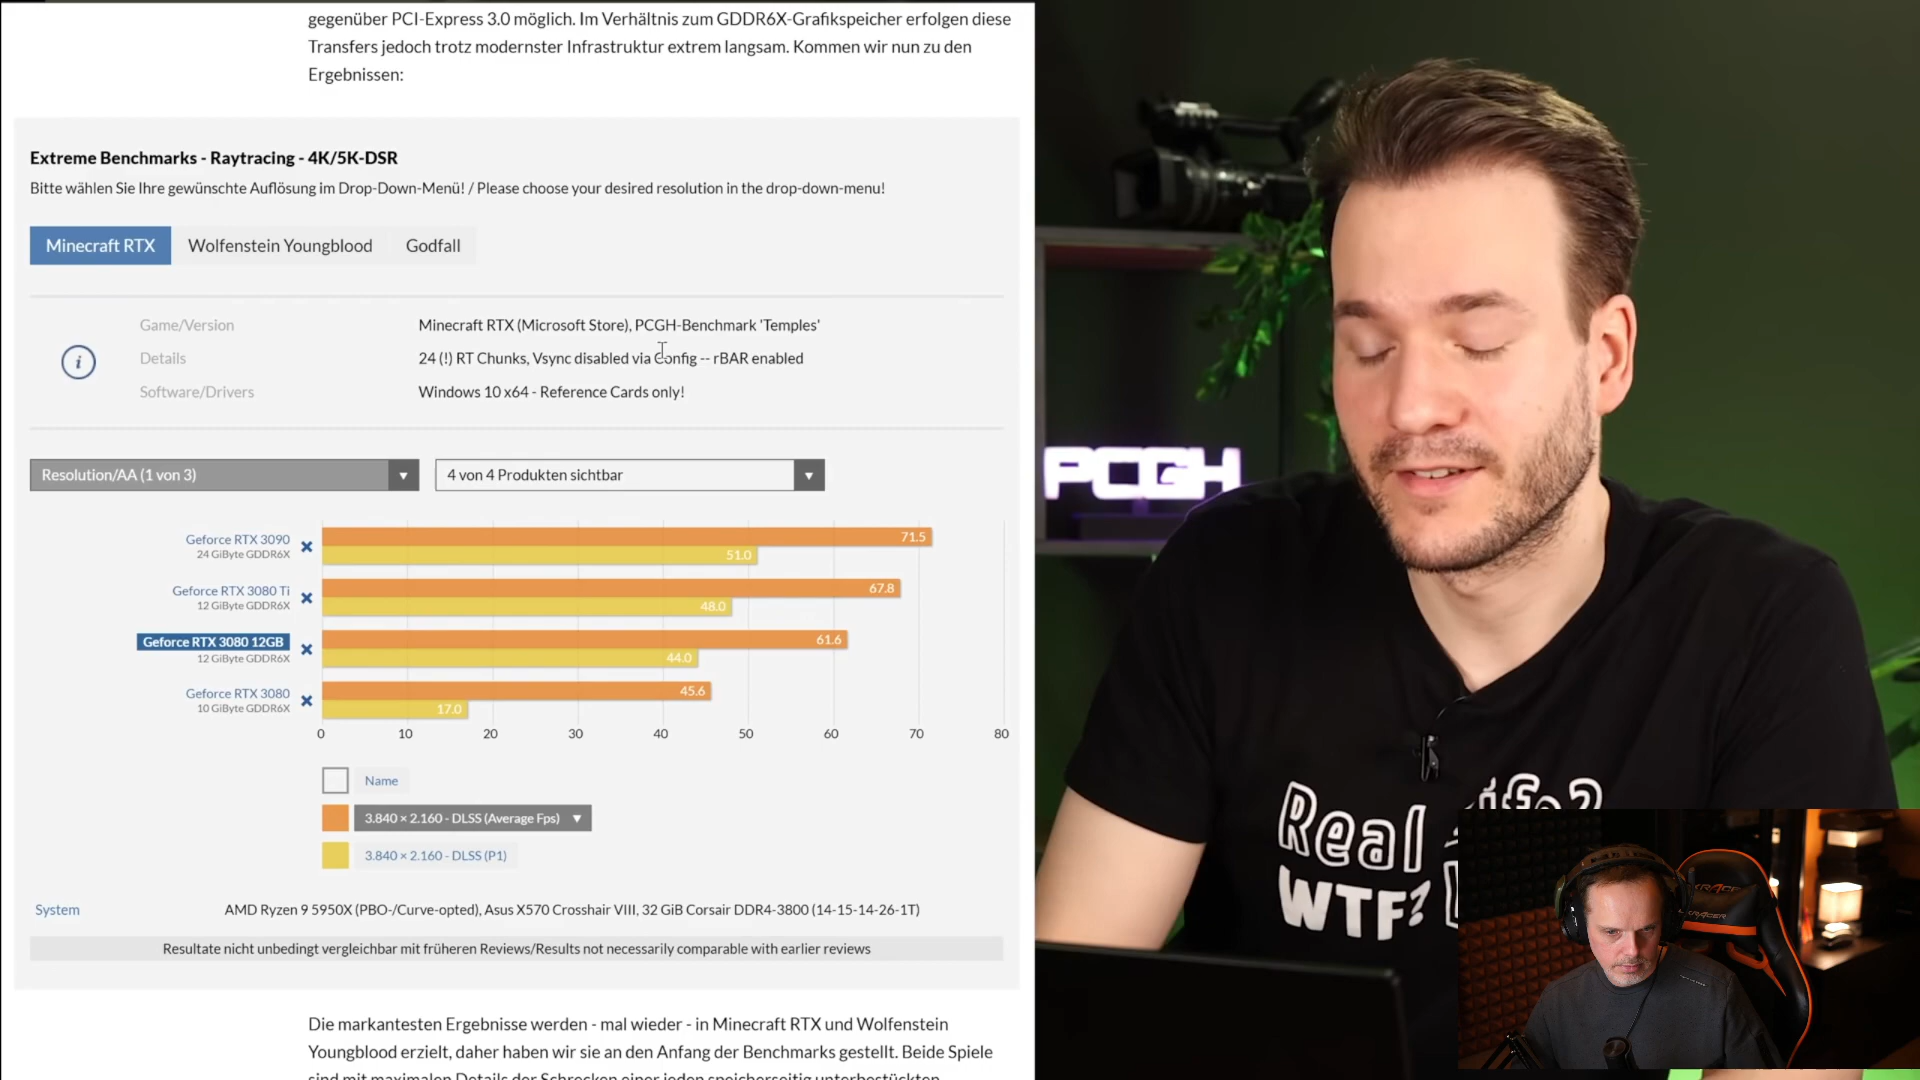 gegenüber PCI-Express 3.0 möglich. Im Verhältnis zum GDDR6X-Grafikspeicher erfolgen diese
Transfers jedoch trotz modernster Infrastruktur extrem langsam. Kommen wir nun zu den
Ergebnissen:
Extreme Benchmarks - Raytracing - 4K/5K-DSR
Bitte wählen Sie Ihre gewünschte Auflösung im Drop-Down-Menü! / Please choose your desired resolution in the drop-down-menu!
Minecraft RTX
Wolfenstein Youngblood
Godfall
Game/Version
Minecraft RTX (Microsoft Store), PCGH-Benchmark 'Temples'
i
Details
24 (!) RT Chunks, Vsync disabled via Config -- rBAR enabled
Software/Drivers
Windows 10 x64 - Reference Cards only!
Resolution/AA (1 von 3)
4 von 4 Produkten sichtbar
Geforce RTX 3090
24 GiByte GDDR6X
71.5
51.0
Geforce RTX 3080 Ti
12 GiByte GDDR6X
67.8
48.0
Geforce RTX 3080 12GB
12 GiByte GDDR6X
61.6
44.0
Geforce RTX 3080
10 GiByte GDDR6X
45.6
17.0
0 10 20 30 40 50 60 70 80
Name
3.840 × 2.160 - DLSS (Average Fps)
3.840 × 2.160 - DLSS (P1)
System
AMD Ryzen 9 5950X (PBO-/Curve-opted), Asus X570 Crosshair VIII, 32 GiB Corsair DDR4-3800 (14-15-14-26-1T)
Resultate nicht unbedingt vergleichbar mit früheren Reviews/Results not necessarily comparable with earlier reviews
Die markantesten Ergebnisse werden - mal wieder - in Minecraft RTX und Wolfenstein
Youngblood erzielt, daher haben wir sie an den Anfang der Benchmarks gestellt. Beide Spiele
sind mit maximalen Details der Schrecken einer jeden speicherseitig unterbestückten
PCGH
Real
WTF?